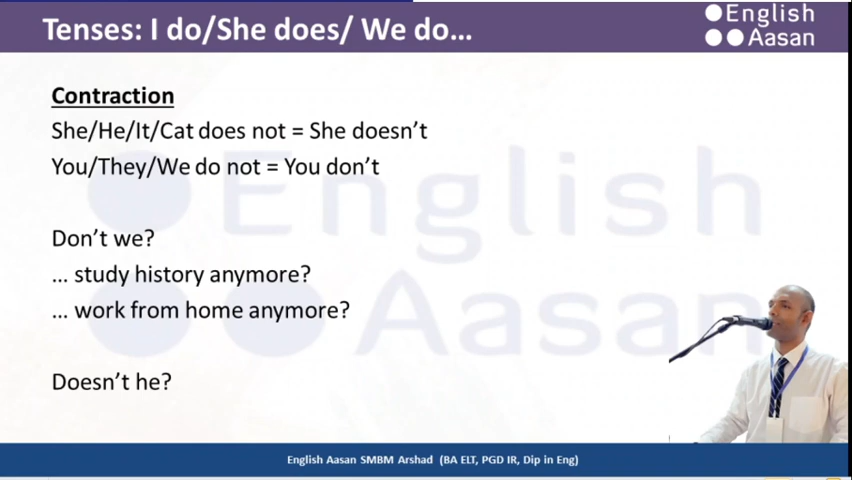 Tenses: I do/She does/ We do...
English
Aasan
Contraction
She/He/It/Cat does not = She doesn't
You/They/We do not = You don't
Don't we?
... study history anymore?
... work from home anymore?
Doesn't he?
English Aasan
English Aasan SMBM Arshad (BA ELT, PGD IR, Dip in Eng)